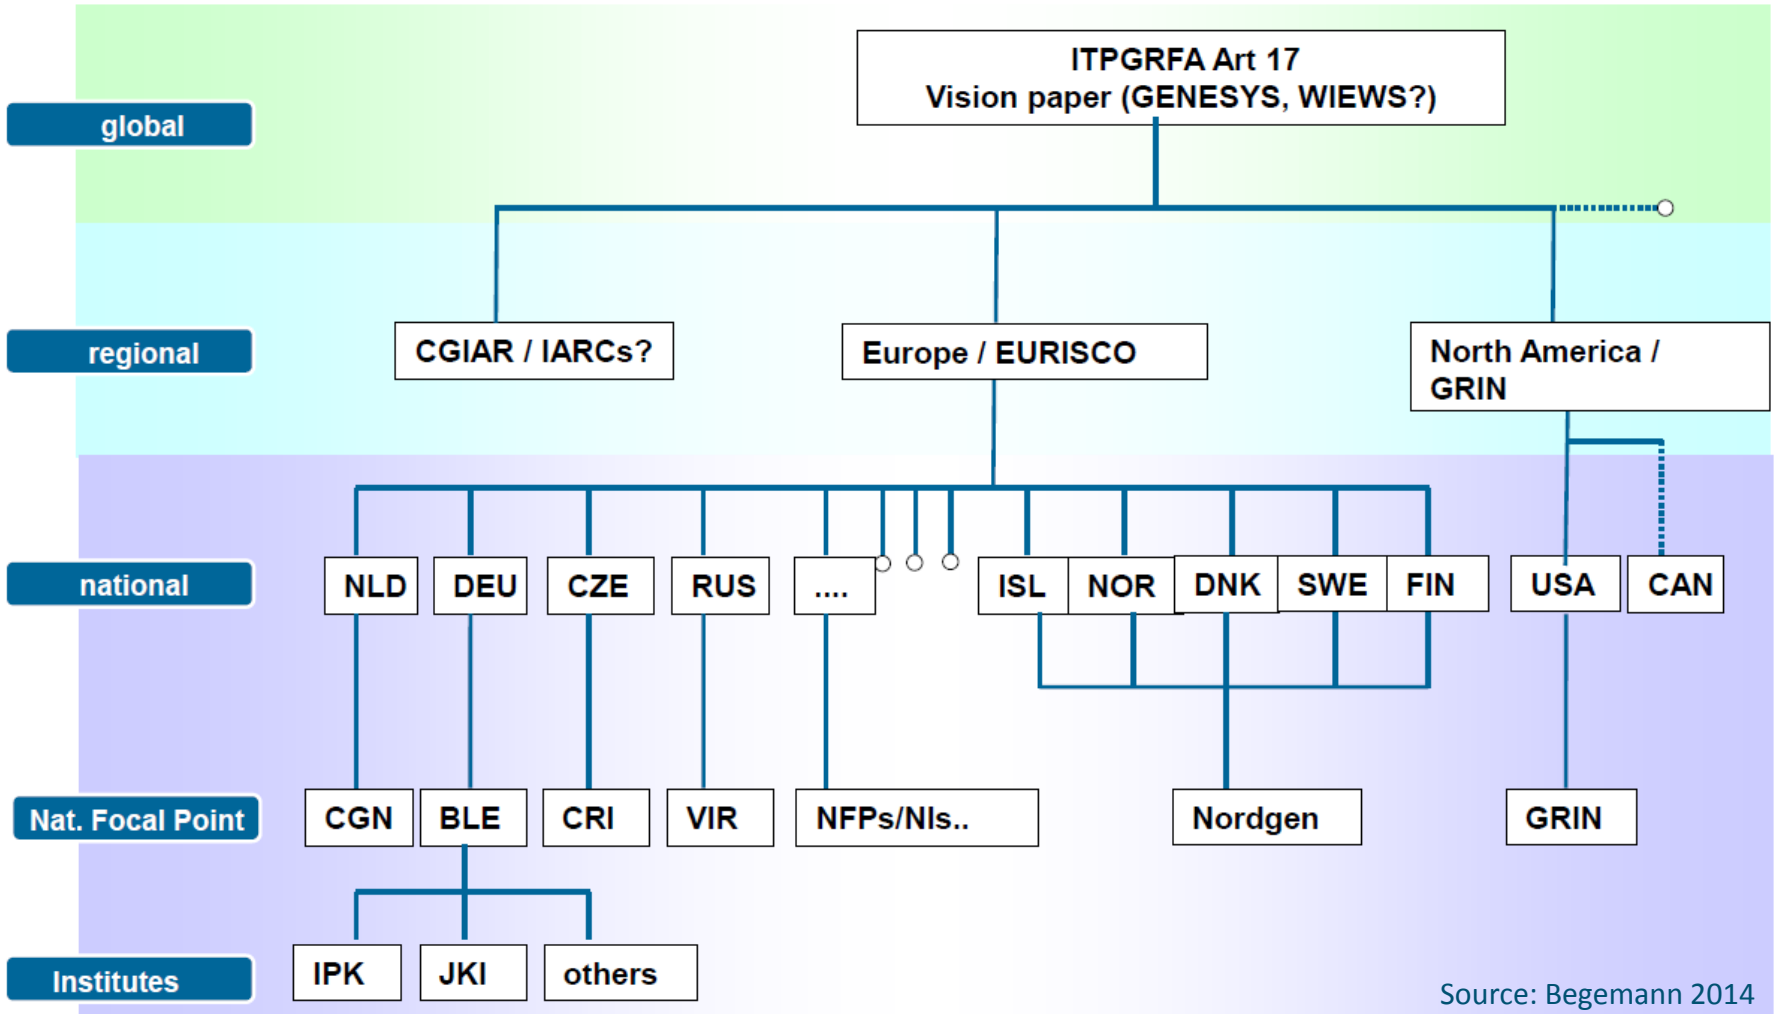 ITPGRFA Art 17
Vision paper (GENESYS, WIEWS?)
global
regional
CGIAR / IARCs?
Europe / EURISCO
North America /
GRIN
national
NLD
DEU
CZE
RUS
....
ISL
NOR
DNK
SWE
FIN
USA
CAN
Nat. Focal Point
CGN
BLE
CRI
VIR
NFPs/NIs..
Nordgen
GRIN
Institutes
IPK
JKI
others
Source: Begemann 2014